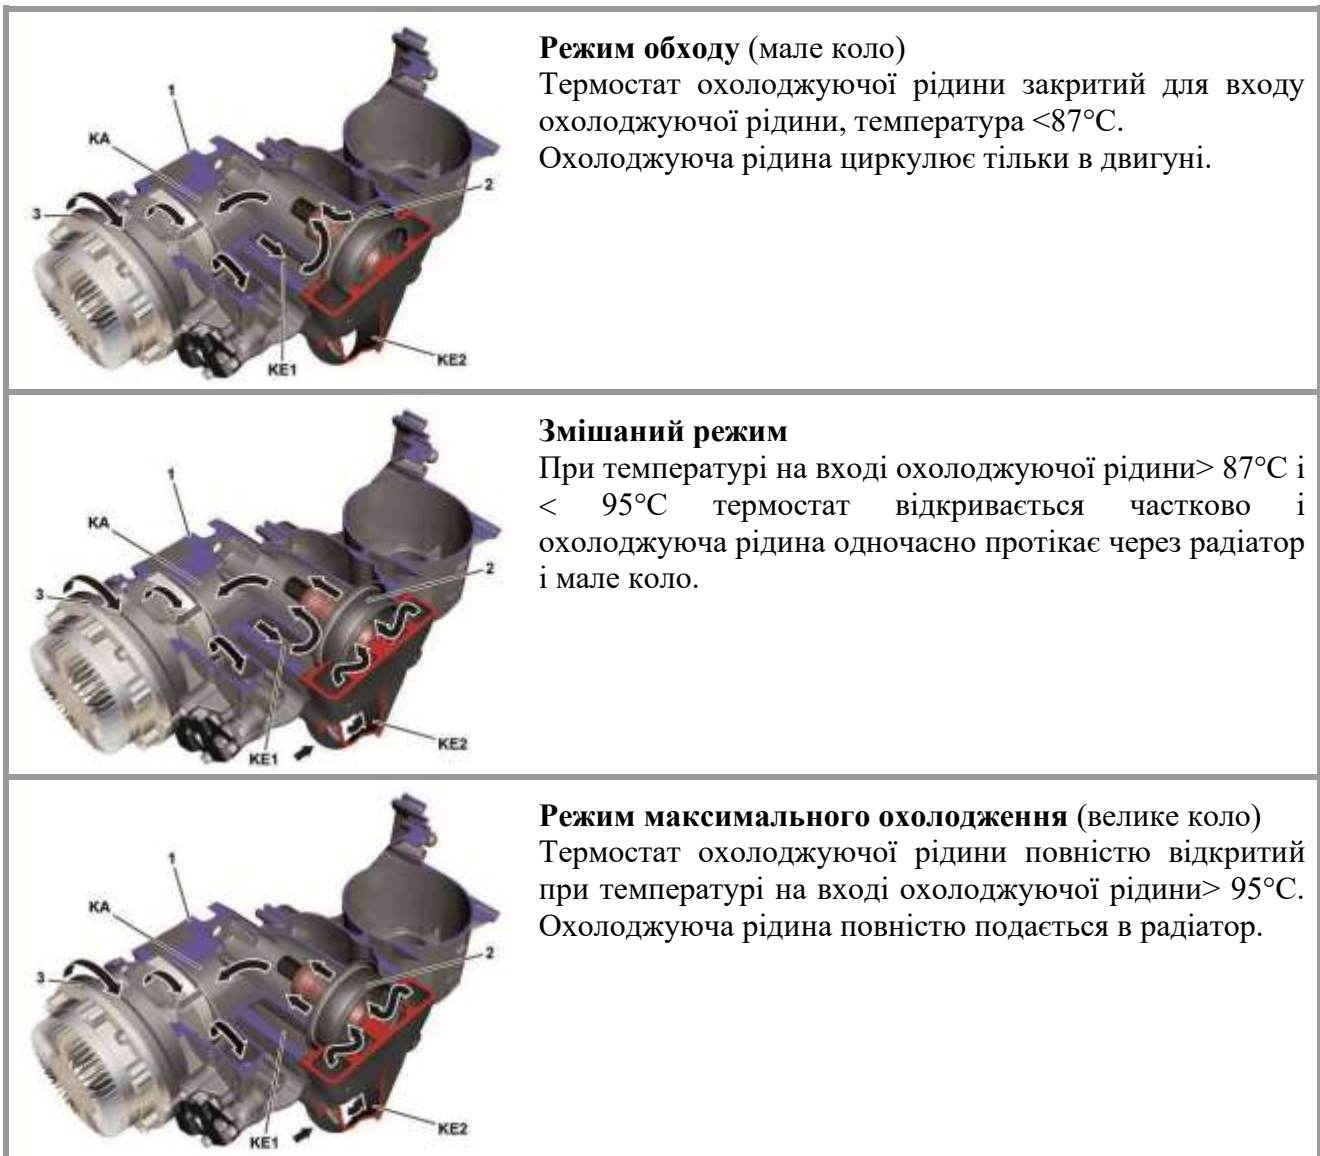 Режим обходу (мале коло)
Термостат охолоджуючої рідини закритий для входу
охолоджуючої рідини, температура <87°C.
Охолоджуюча рідина циркулює тільки в двигуні.
1
KA
3
2
KE1
KE2
Змішаний режим
При температурі на вході охолоджуючої рідини> 87°C і
< 95°C термостат відкривається частково і
охолоджуюча рідина одночасно протікає через радіатор
і мале коло.
1
KA
3
2
KE1
KE2
Режим максимального охолодження (велике коло)
Термостат охолоджуючої рідини повністю відкритий
при температурі на вході охолоджуючої рідини> 95°C.
Охолоджуюча рідина повністю подається в радіатор.
1
KA
3
2
KE1
KE2